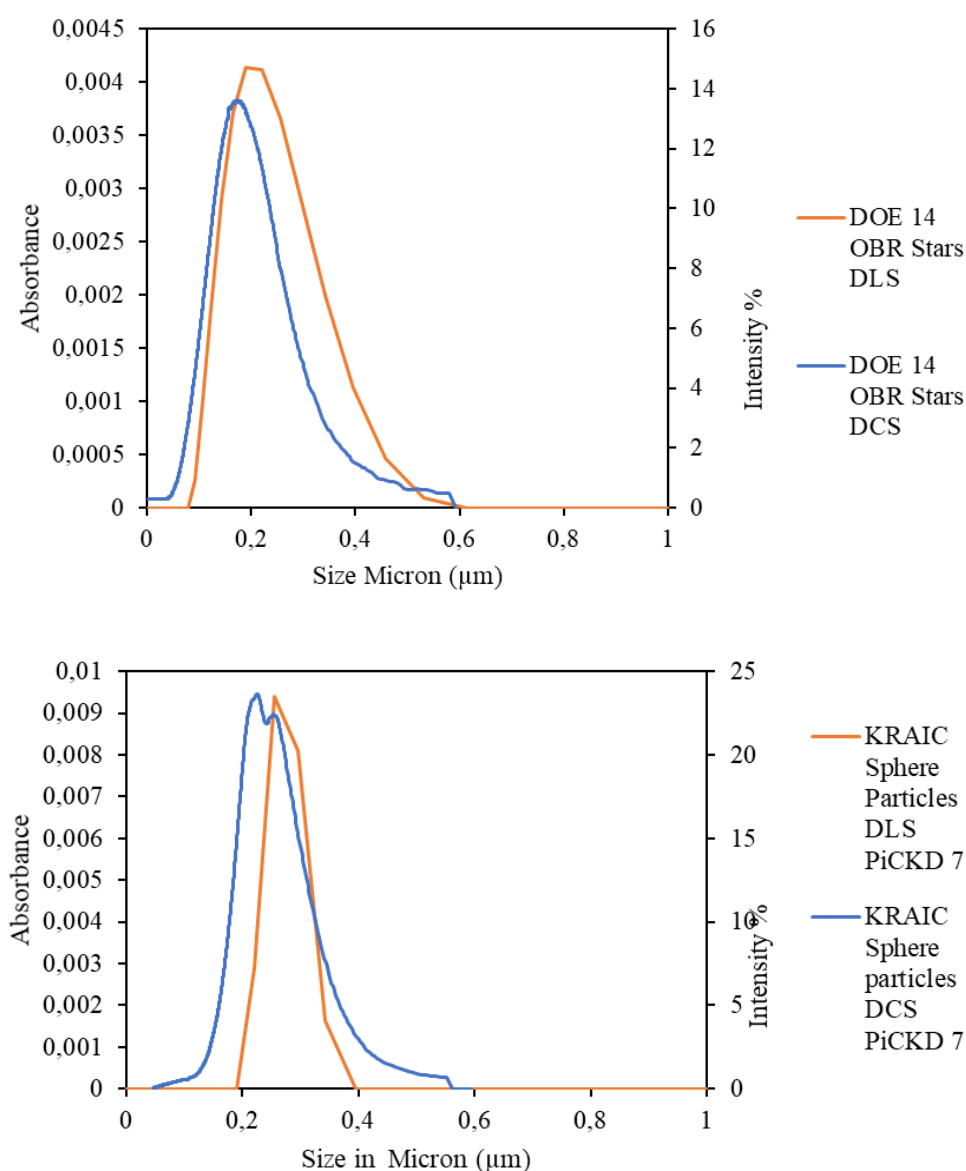 0,0045
0,004
0,0035
0,003
0,0025
0,002
0,0015
0,001
0,0005
0
Absorbance
0 0,2 0,4 0,6 0,8 1
Size Micron (μm)
16
14
12
10
8
6
4
2
0
Intensity %
DOE 14
OBR Stars
DLS
DOE 14
OBR Stars
DCS
0,01
0,009
0,008
0,007
0,006
0,005
0,004
0,003
0,002
0,001
0
Absorbance
0 0,2 0,4 0,6 0,8 1
Size in Micron (μm)
25
20
15
10
5
0
Intensity %
KRAIC
Sphere
Particles
DLS
PiCKD 7
KRAIC
Sphere
particles
DCS
PiCKD 7